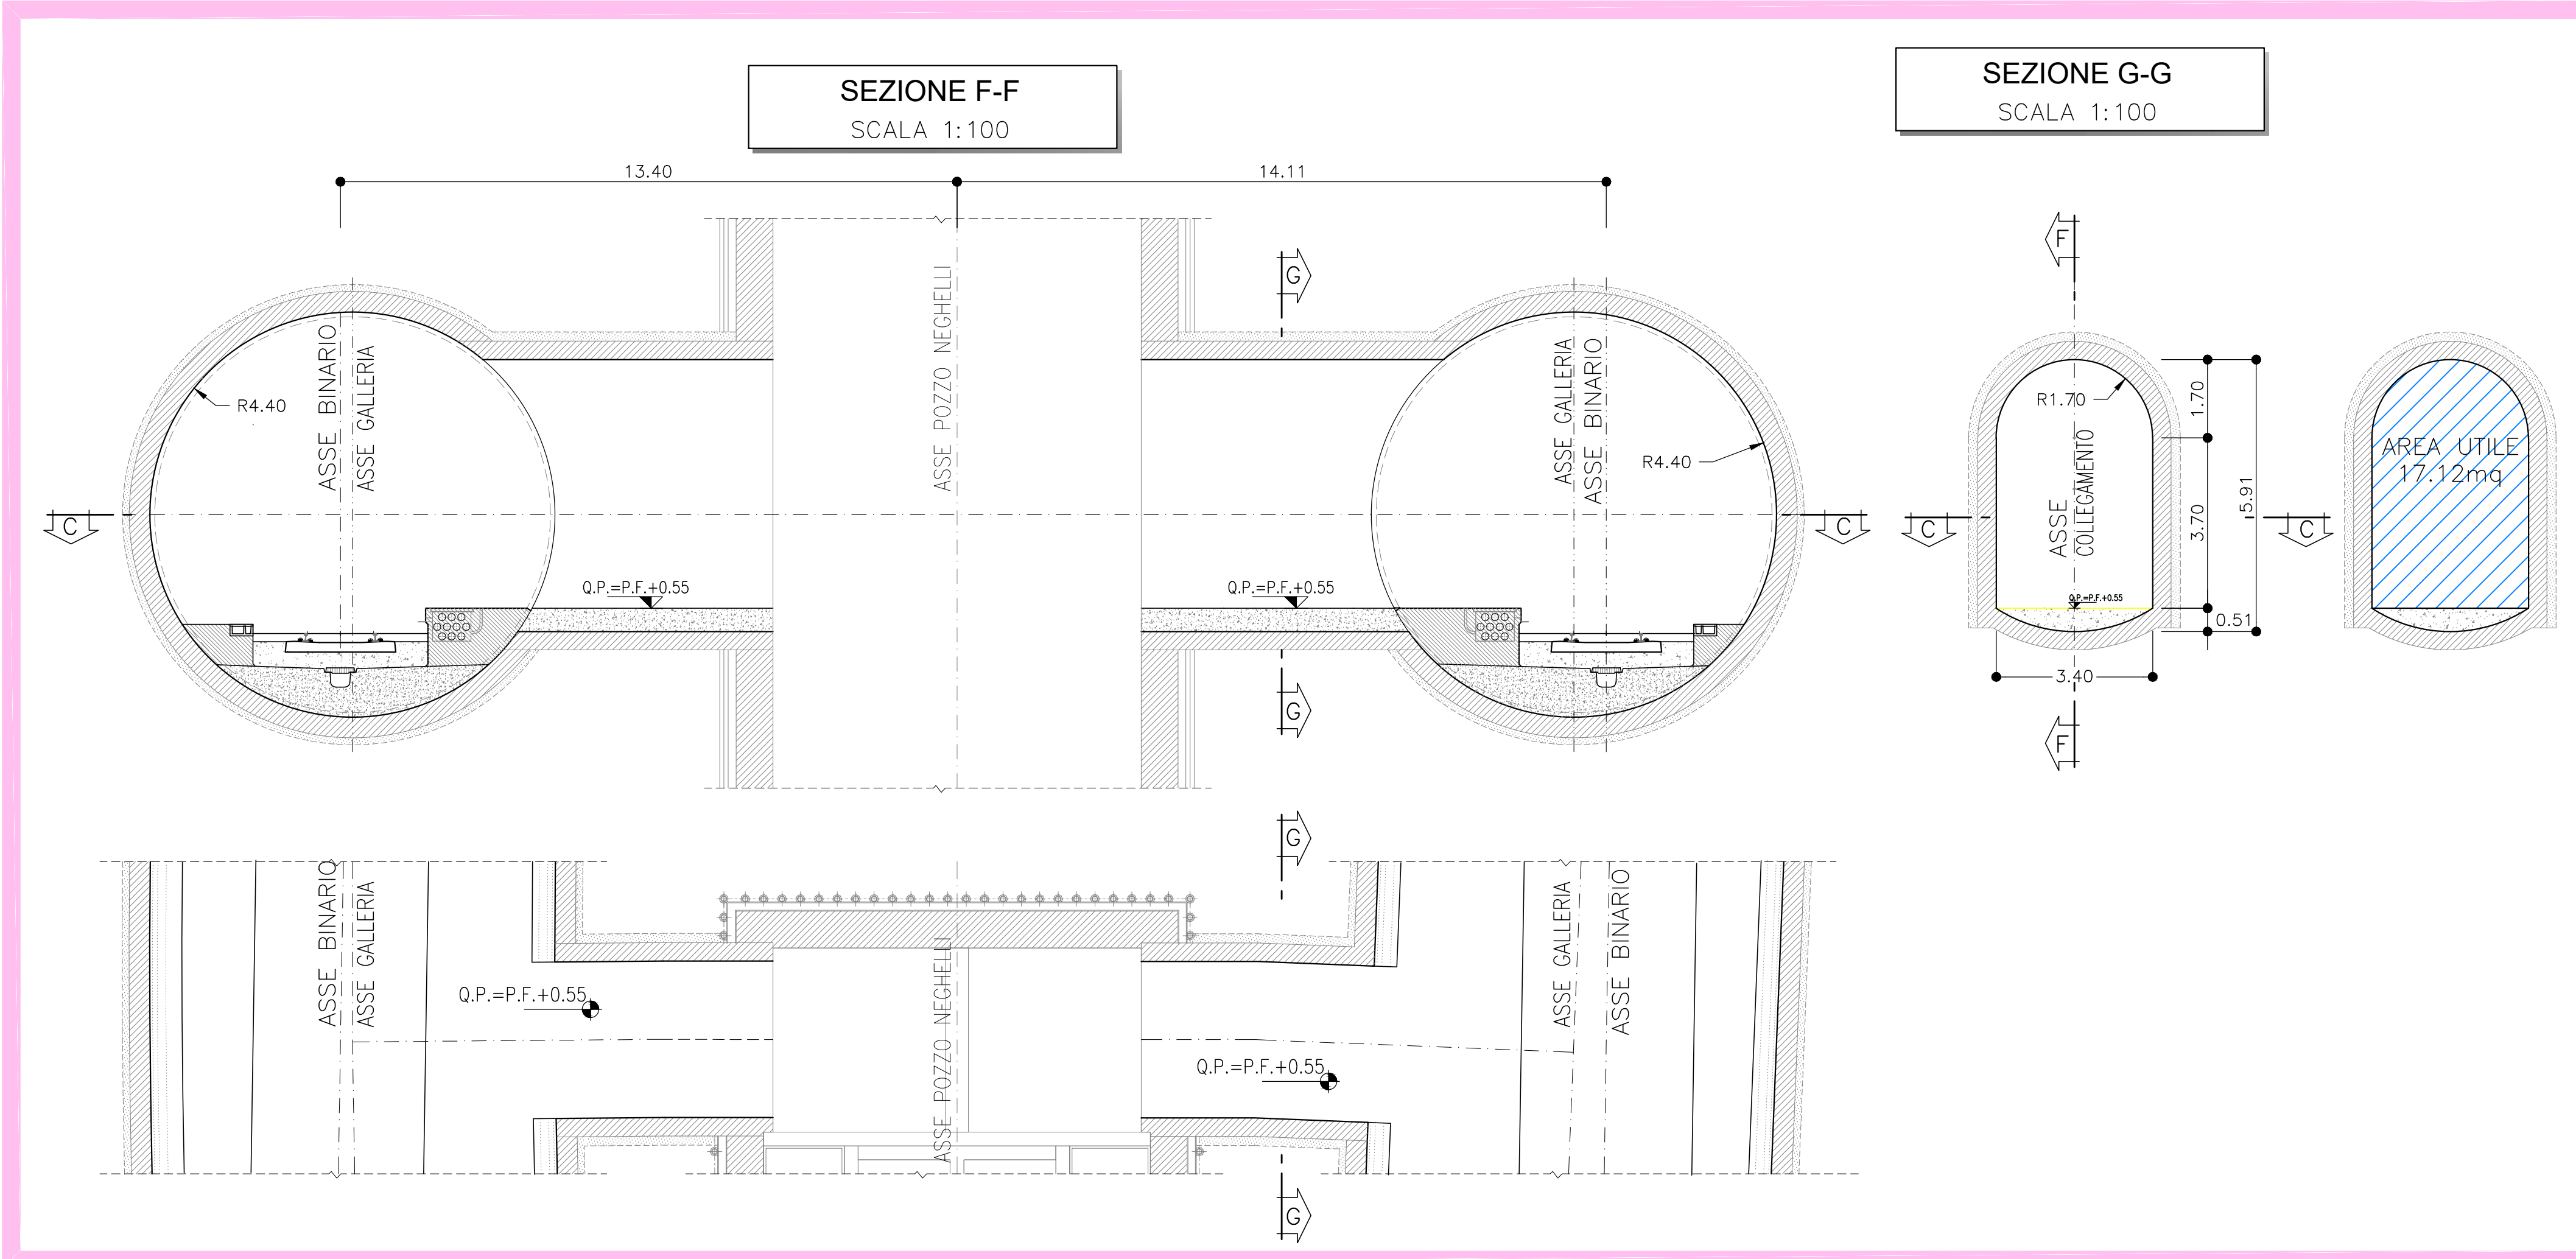 SEZIONE F-F
SCALA 1:100
SEZIONE G-G
SCALA 1:100
13.40
14.11
ASSE BINARIO
ASSE GALLERIA
R4.40
ASSE POZZO NEGHELLI
G
ASSE GALLERIA
ASSE BINARIO
R4.40
C
C
Q.P.=P.F.+0.55
Q.P.=P.F.+0.55
G
F
R1.70
ASSE
COLLEGAMENTO
1.70
3.70
5.91
0.51
Q.P.=P.F.+0.55
C
C
3.40
F
AREA UTILE
17.12mq
G
ASSE BINARIO
ASSE GALLERIA
ASSE POZZO NEGHELLI
ASSE GALLERIA
ASSE BINARIO
Q.P.=P.F.+0.55
Q.P.=P.F.+0.55
G